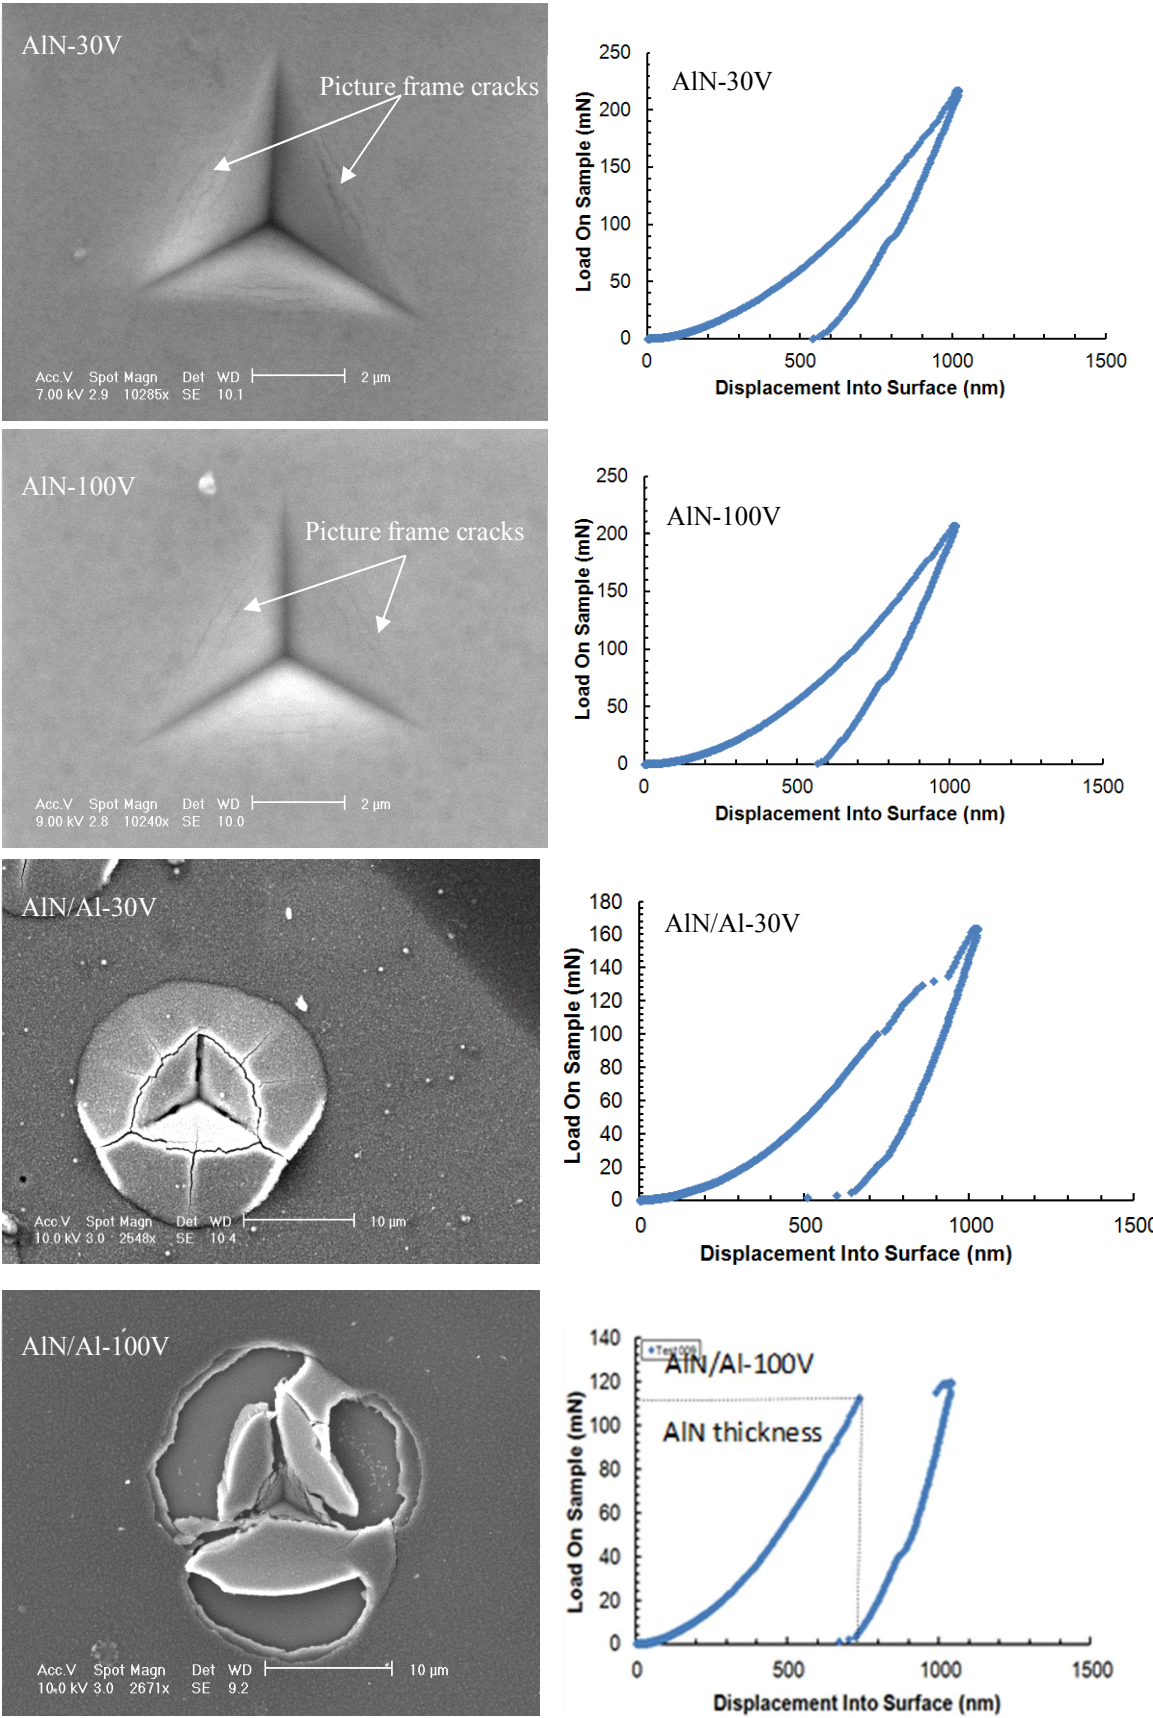 AlN-30V
Picture frame cracks
Acc.V Spot Magn Det WD 2 µm
7.00 kV 2.9 10285x SE 10.1
250
200
150
100
50
0
0 500 1000 1500
Load On Sample (mN)
Displacement Into Surface (nm)
AlN-30V
AlN-100V
Picture frame cracks
Acc.V Spot Magn Det WD 2 µm
9.00 kV 2.8 10240x SE 10.0
250
200
150
100
50
0
0 500 1000 1500
Load On Sample (mN)
Displacement Into Surface (nm)
AlN-100V
AlN/Al-30V
Acc.V Spot Magn Det WD 10 µm
10.0 kV 3.0 2548x SE 10.4
180
160
140
120
100
80
60
40
20
0
0 500 1000 1500
Load On Sample (mN)
Displacement Into Surface (nm)
AlN/Al-30V
AlN/Al-100V
Acc.V Spot Magn Det WD 10 µm
10.0 kV 3.0 2671x SE 9.2
140
120
100
80
60
40
20
0
0 500 1000 1500
Load On Sample (mN)
Displacement Into Surface (nm)
Test009
AlN/Al-100V
AlN thickness